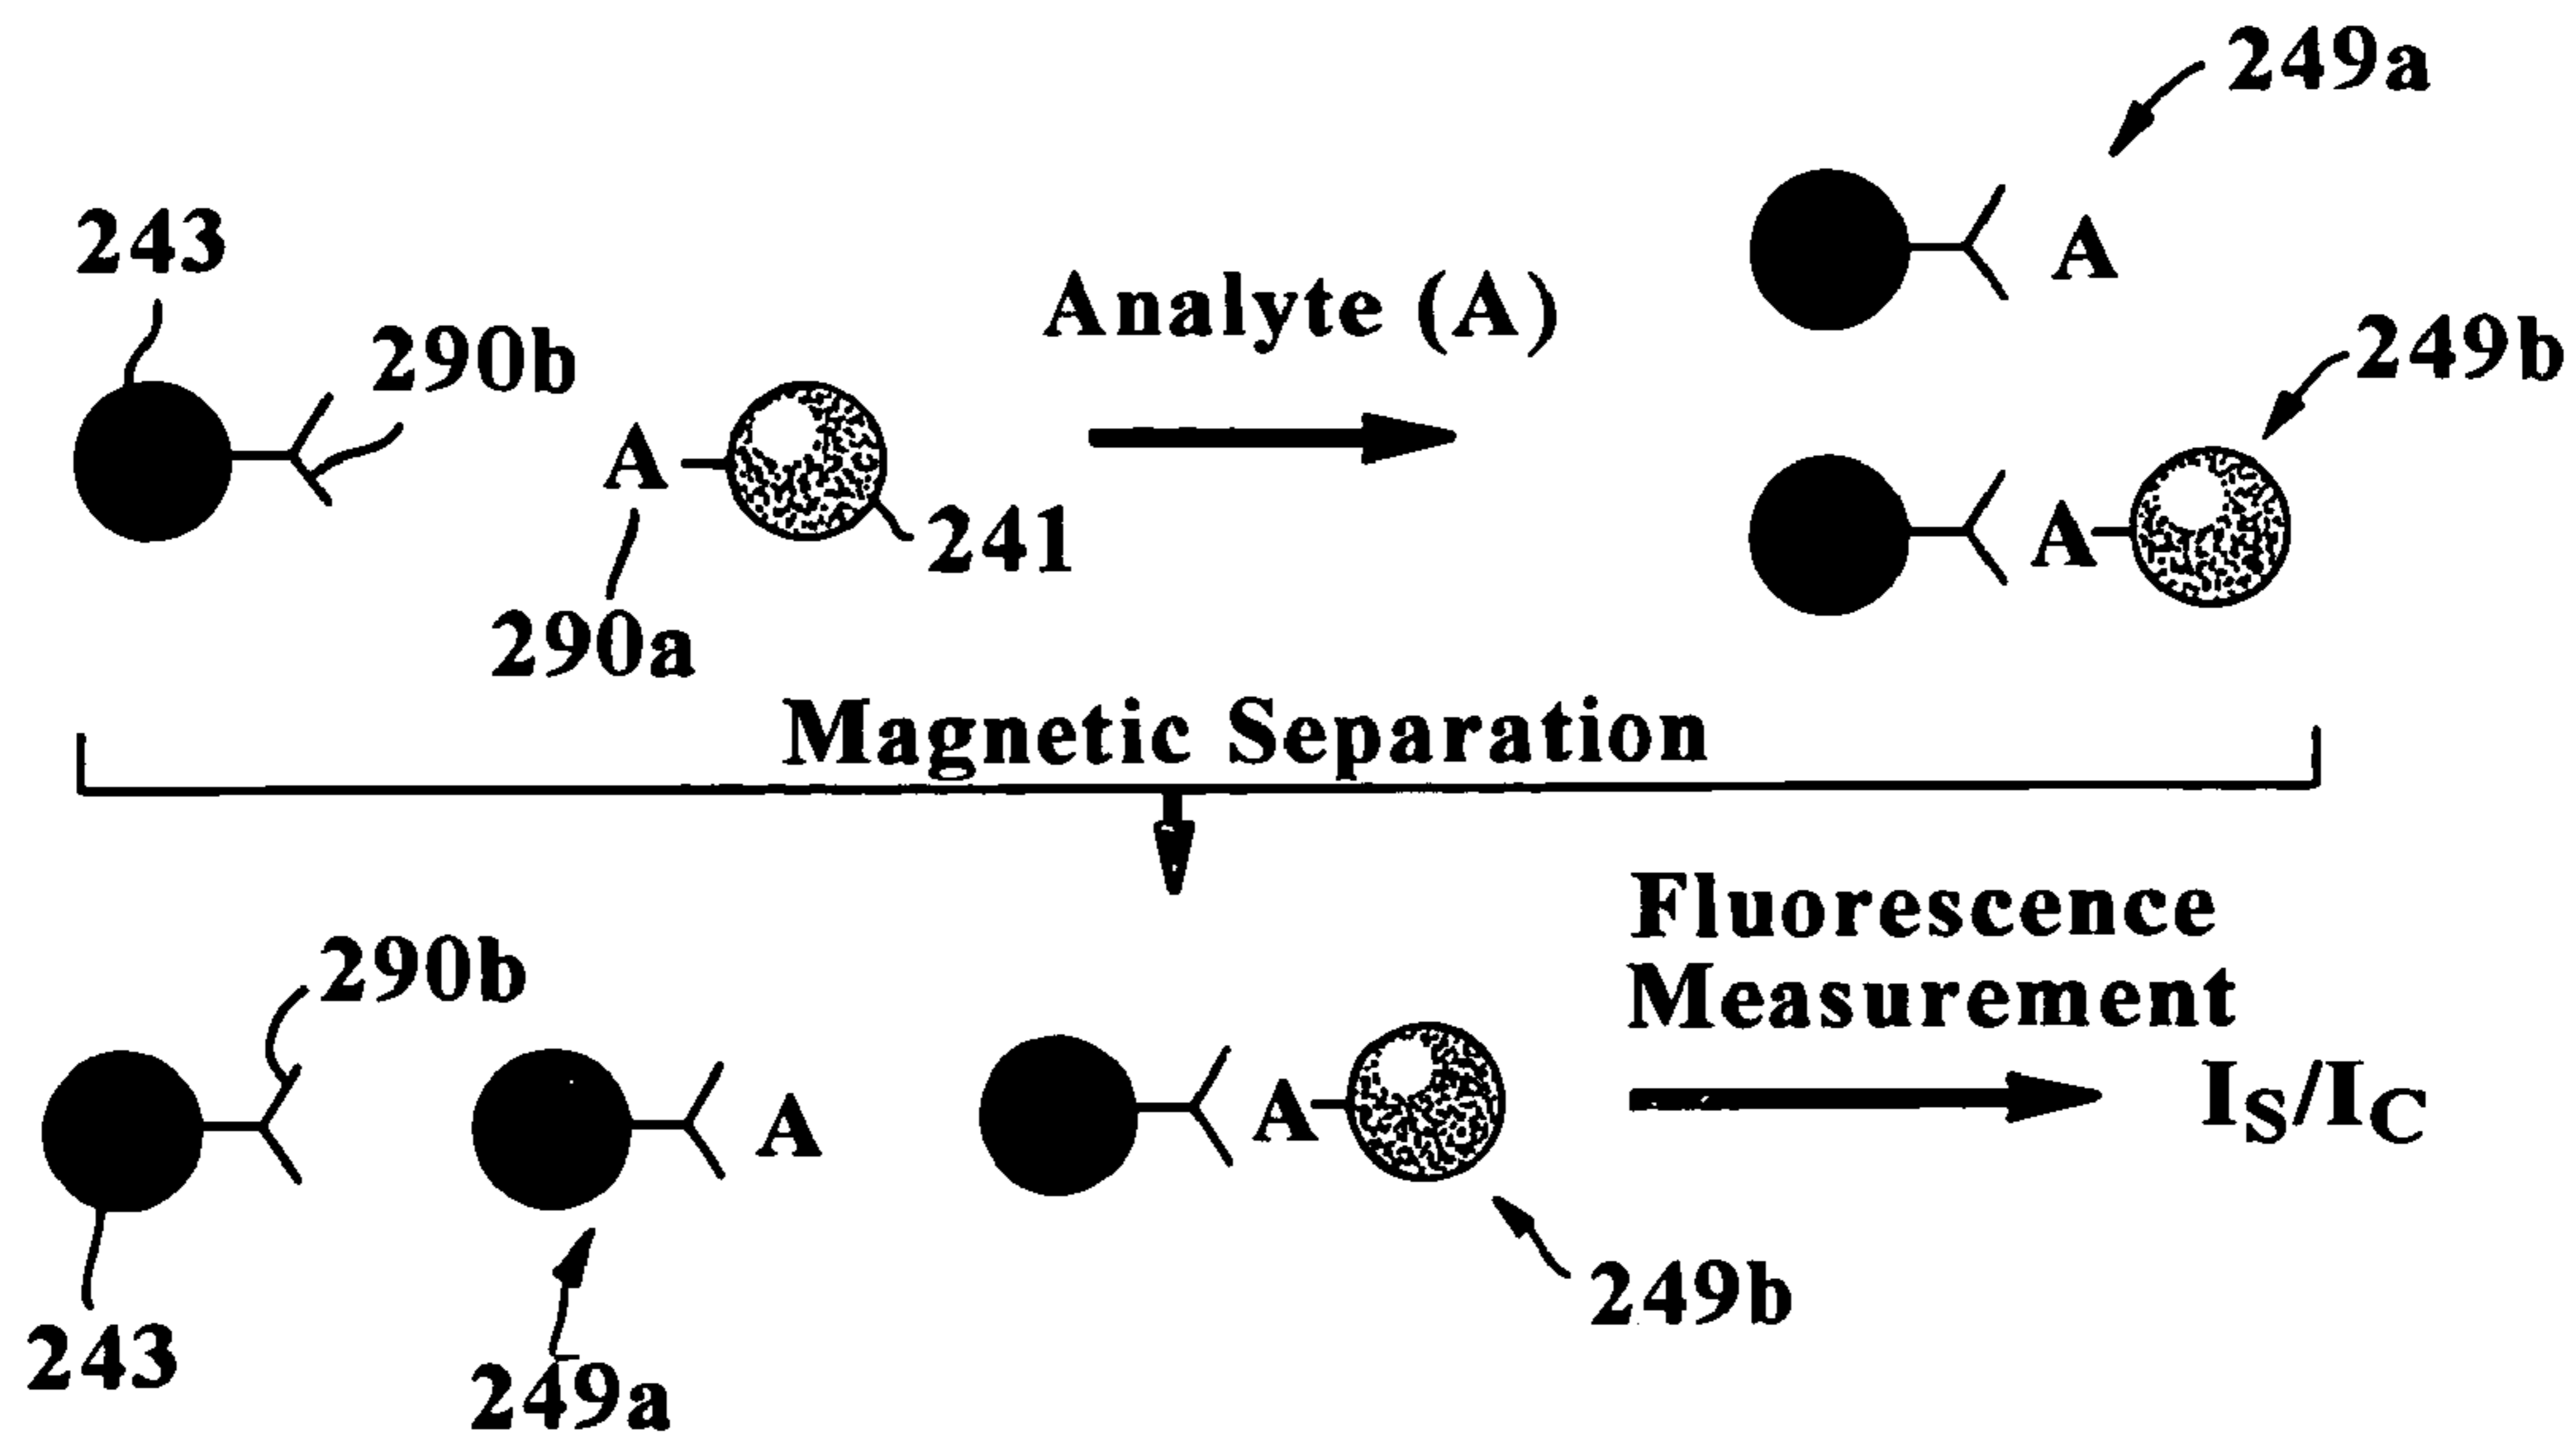 249a
243
A
Analyte (A)
290b
249b
A
241
A
290a
Magnetic Separation
Fluorescence
Measurement
290b
A
A
IS/IC
249b
243
249a